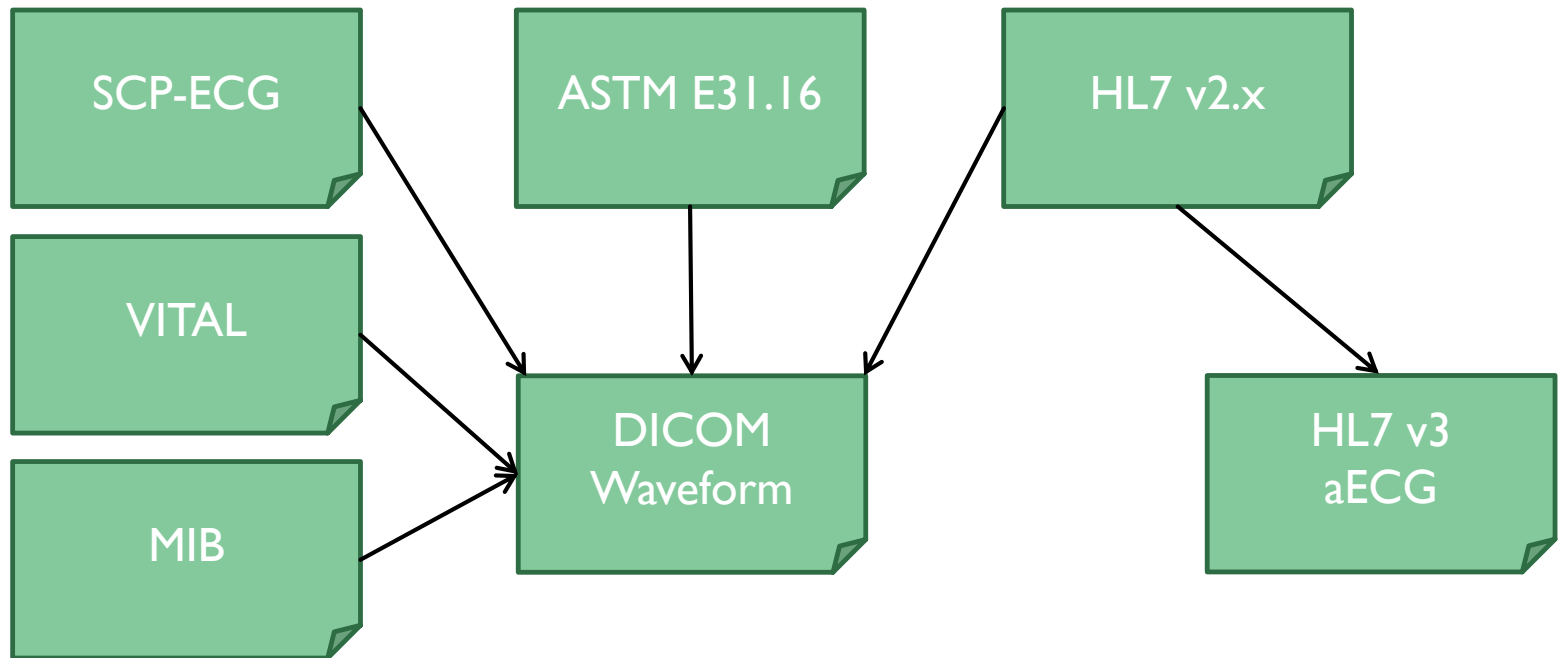 SCP-ECG
ASTM E31.16
HL7 v2.x
VITAL
MIB
DICOM
Waveform
HL7 v3
aECG